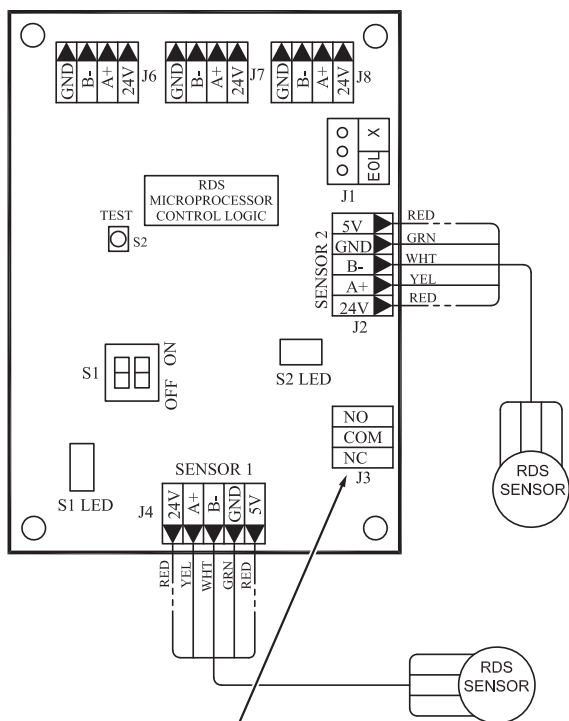 GND B- A+ 24V J6
GND B- A+ 24V J7
GND B- A+ 24V J8
X
EOL
J1
RDS
MICROPROCESSOR
CONTROL LOGIC
TEST
S2
SENSOR 2
5V RED
GND GRN
B- WHT
A+ YEL
24V RED
J2
S1
ON
OFF
S2 LED
NO
COM
NC
J3
RDS
SENSOR
S1 LED
SENSOR 1
J4 24V A+ B- GND 5V
RED YEL WHT GRN RED
RDS
SENSOR